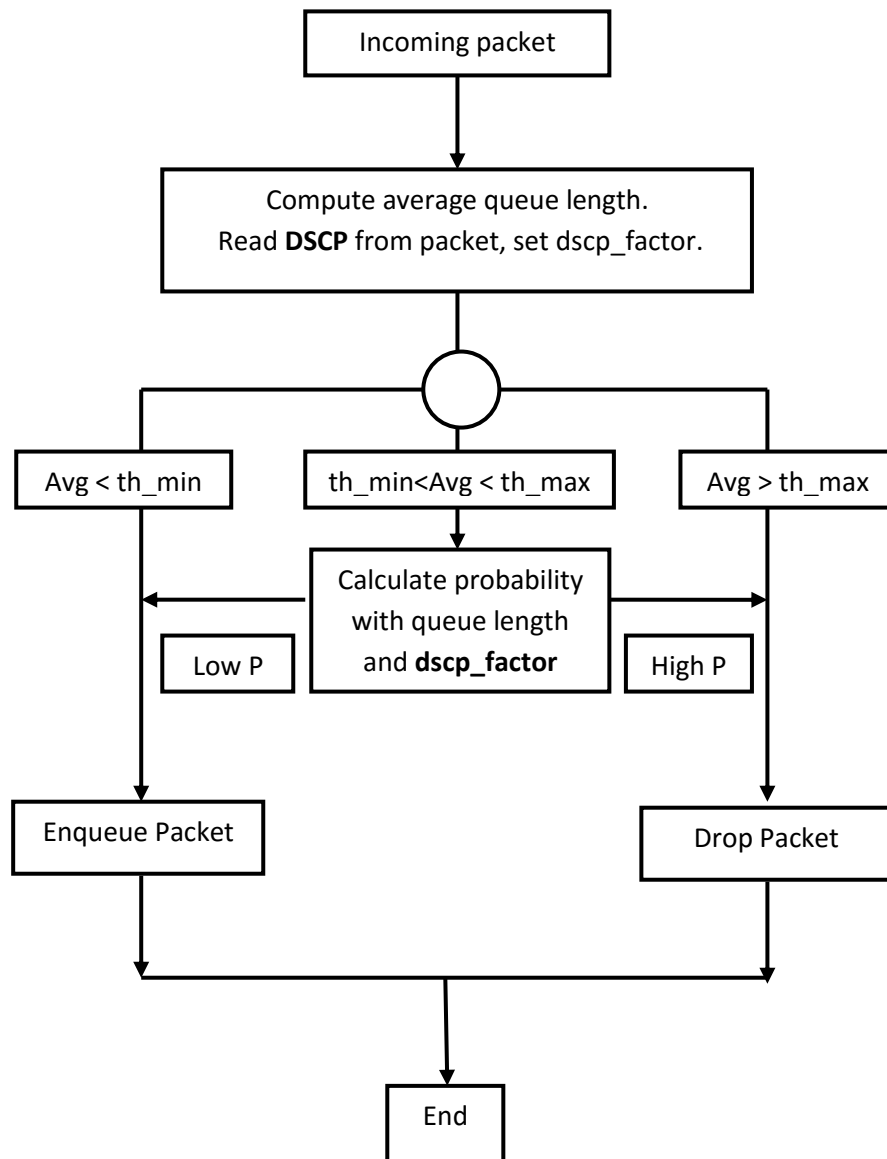 Incoming packet
Compute average queue length.
Read DSCP from packet, set dscp_factor.
Avg < th_min
th_min<Avg < th_max
Avg > th_max
Calculate probability
with queue length
and dscp_factor
Low P
High P
Enqueue Packet
Drop Packet
End